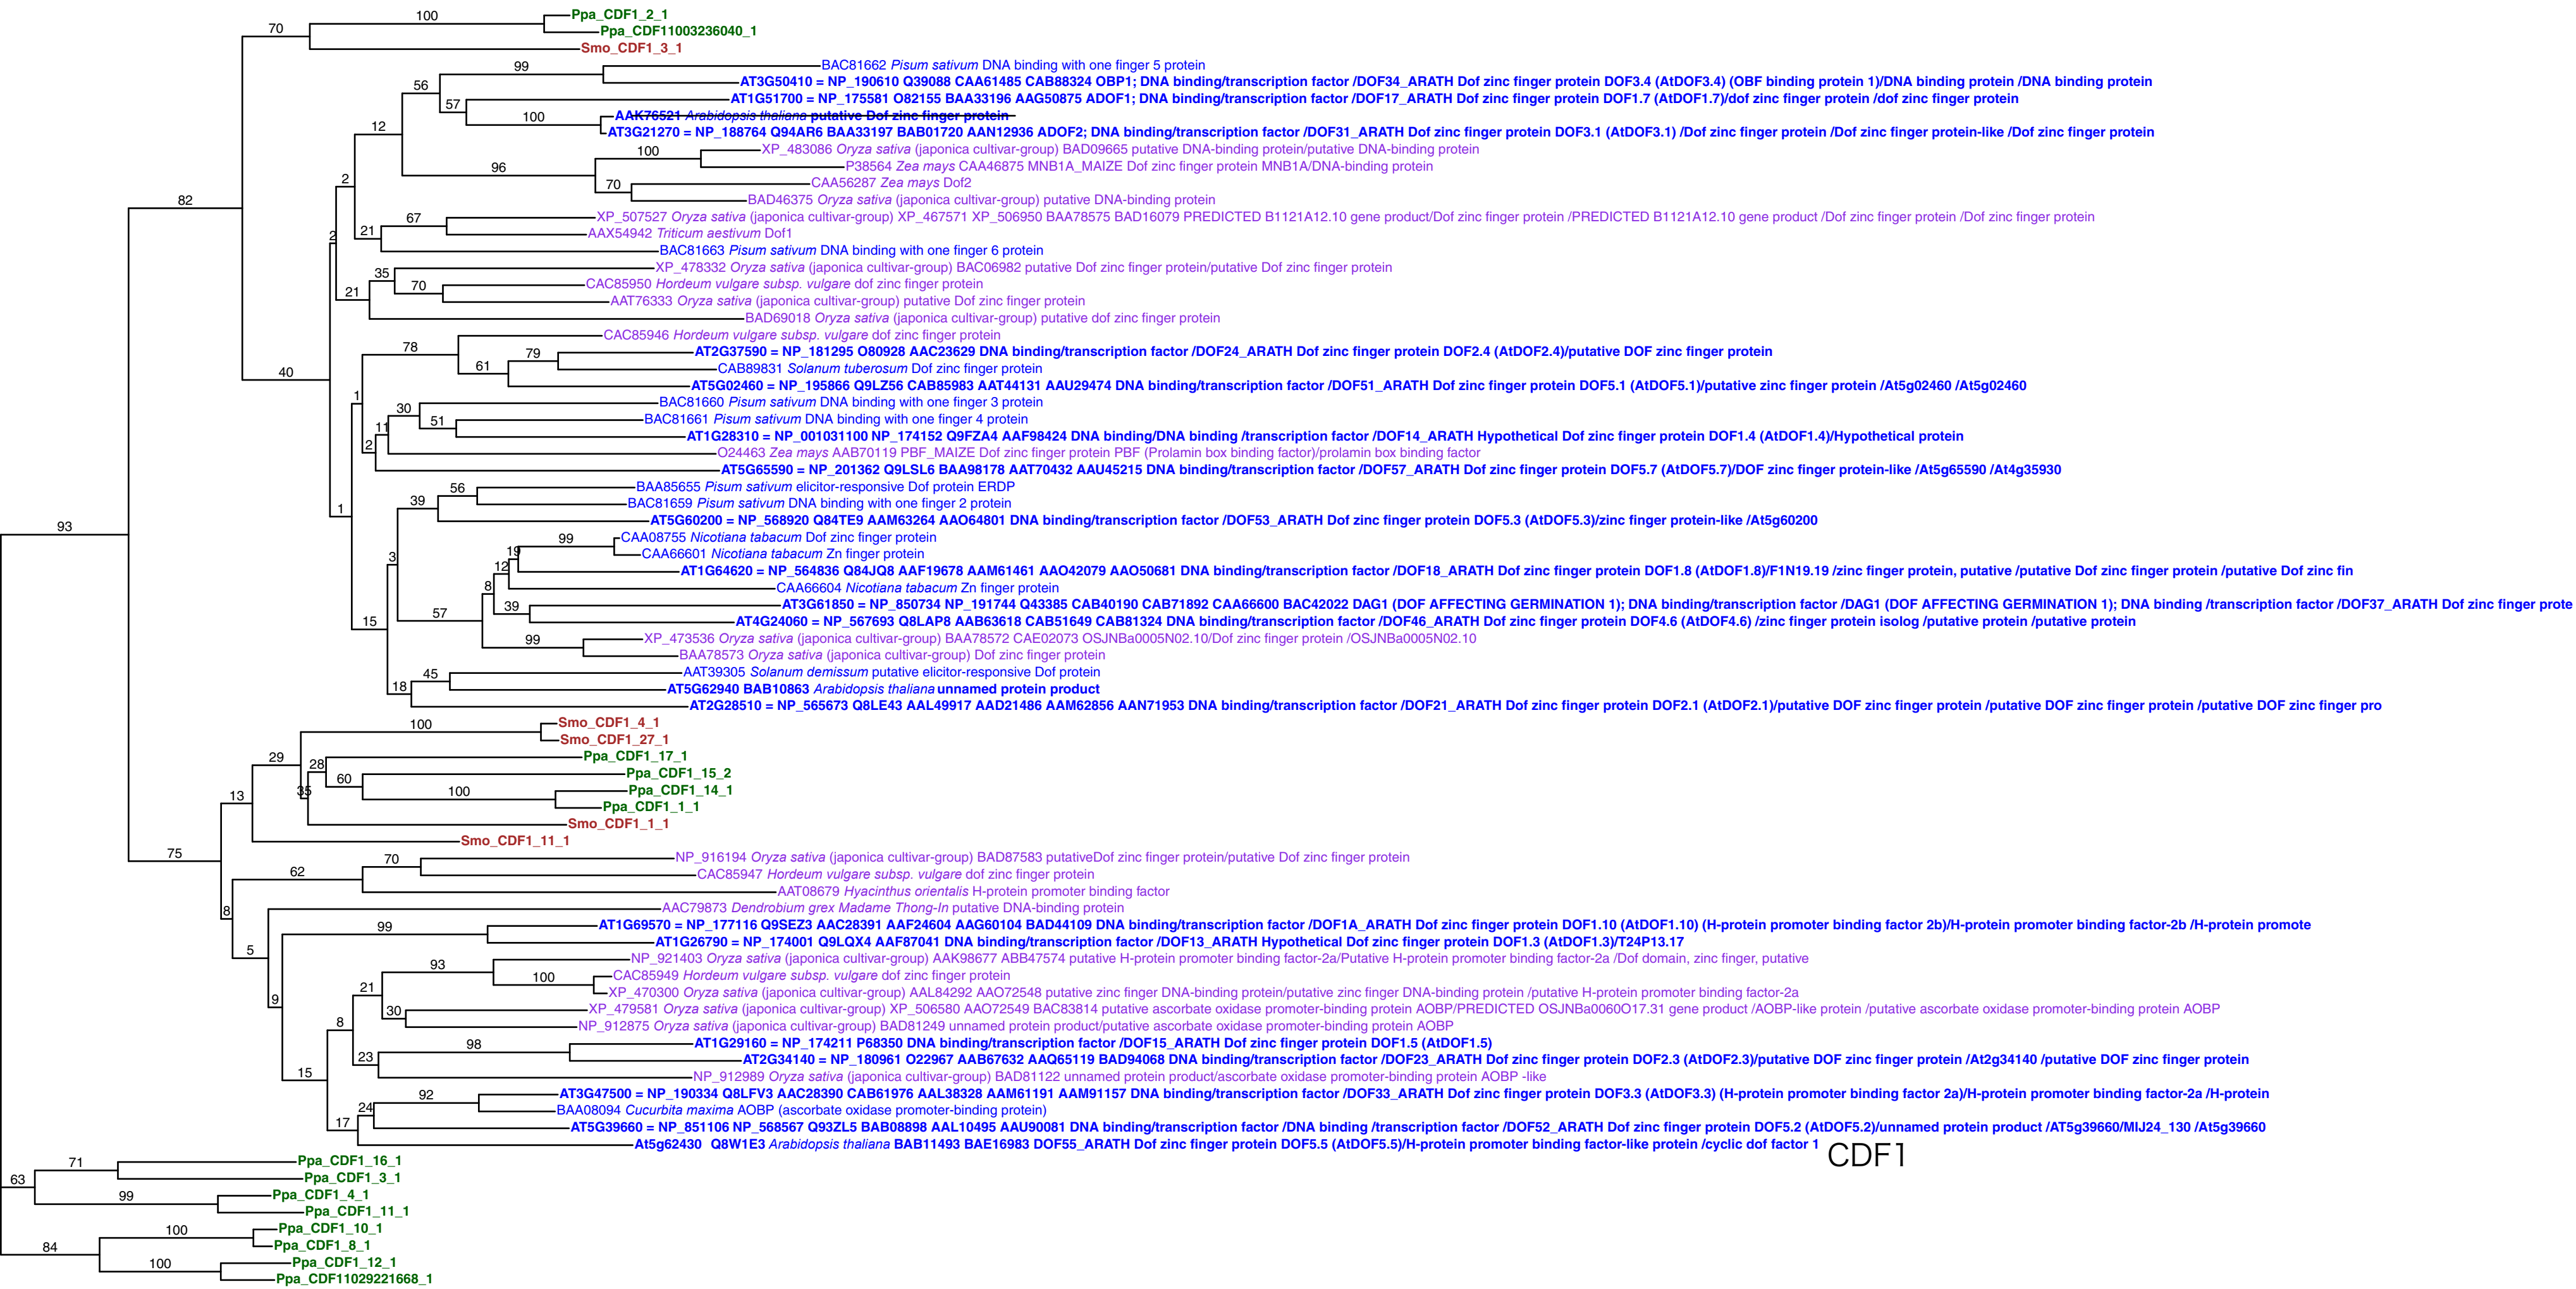 100
Ppa_CDF1_2_1
70
Ppa_CDF11003236040_1
Smo_CDF1_3_1
99
BAC81662 Pisum sativum DNA binding with one finger 5 protein
56
AT3G50410 = NP_190610 Q39088 CAA61485 CAB88324 OBP1; DNA binding/transcription factor /DOF34_ARATH Dof zinc finger protein DOF3.4 (AtDOF3.4) (OBF binding protein 1)/DNA binding protein /DNA binding protein
57
AT1G51700 = NP_175581 O82155 BAA33196 AAG50875 ADOF1; DNA binding/transcription factor /DOF17_ARATH Dof zinc finger protein DOF1.7 (AtDOF1.7)/dof zinc finger protein /dof zinc finger protein
100
AAK76521 Arabidopsis thaliana putative Dof zinc finger protein
12
AT3G21270 = NP_188764 Q94AR6 BAA33197 BAB01720 AAN12936 ADOF2; DNA binding/transcription factor /DOF31_ARATH Dof zinc finger protein DOF3.1 (AtDOF3.1) /Dof zinc finger protein /Dof zinc finger protein-like /Dof zinc finger protein
100
XP_483086 Oryza sativa (japonica cultivar-group) BAD09665 putative DNA-binding protein/putative DNA-binding protein
96
P38564 Zea mays CAA46875 MNB1A_MAIZE Dof zinc finger protein MNB1A/DNA-binding protein
2
70
CAA56287 Zea mays Dof2
82
BAD46375 Oryza sativa (japonica cultivar-group) putative DNA-binding protein
67
XP_507527 Oryza sativa (japonica cultivar-group) XP_467571 XP_506950 BAA78575 BAD16079 PREDICTED B1121A12.10 gene product/Dof zinc finger protein /PREDICTED B1121A12.10 gene product /Dof zinc finger protein /Dof zinc finger protein
2
21
AAX54942 Triticum aestivum Dof1
BAC81663 Pisum sativum DNA binding with one finger 6 protein
35
XP_478332 Oryza sativa (japonica cultivar-group) BAC06982 putative Dof zinc finger protein/putative Dof zinc finger protein
21
70
CAC85950 Hordeum vulgare subsp. vulgare dof zinc finger protein
AAT76333 Oryza sativa (japonica cultivar-group) putative Dof zinc finger protein
BAD69018 Oryza sativa (japonica cultivar-group) putative dof zinc finger protein
CAC85946 Hordeum vulgare subsp. vulgare dof zinc finger protein
78
79
AT2G37590 = NP_181295 O80928 AAC23629 DNA binding/transcription factor /DOF24_ARATH Dof zinc finger protein DOF2.4 (AtDOF2.4)/putative DOF zinc finger protein
40
61
CAB89831 Solanum tuberosum Dof zinc finger protein
AT5G02460 = NP_195866 Q9LZ56 CAB85983 AAT44131 AAU29474 DNA binding/transcription factor /DOF51_ARATH Dof zinc finger protein DOF5.1 (AtDOF5.1)/putative zinc finger protein /At5g02460 /At5g02460
1
30
BAC81660 Pisum sativum DNA binding with one finger 3 protein
11
51
BAC81661 Pisum sativum DNA binding with one finger 4 protein
2
AT1G28310 = NP_001031100 NP_174152 Q9FZA4 AAF98424 DNA binding/DNA binding /transcription factor /DOF14_ARATH Hypothetical Dof zinc finger protein DOF1.4 (AtDOF1.4)/Hypothetical protein
O24463 Zea mays AAB70119 PBF_MAIZE Dof zinc finger protein PBF (Prolamin box binding factor)/prolamin box binding factor
AT5G65590 = NP_201362 Q9LSL6 BAA98178 AAT70432 AAU45215 DNA binding/transcription factor /DOF57_ARATH Dof zinc finger protein DOF5.7 (AtDOF5.7)/DOF zinc finger protein-like /At5g65590 /At4g35930
56
BAA85655 Pisum sativum elicitor-responsive Dof protein ERDP
1
39
BAC81659 Pisum sativum DNA binding with one finger 2 protein
93
AT5G60200 = NP_568920 Q84TE9 AAM63264 AAO64801 DNA binding/transcription factor /DOF53_ARATH Dof zinc finger protein DOF5.3 (AtDOF5.3)/zinc finger protein-like /At5g60200
99
CAA08755 Nicotiana tabacum Dof zinc finger protein
3
19
CAA66601 Nicotiana tabacum Zn finger protein
12
AT1G64620 = NP_564836 Q84JQ8 AAF19678 AAM61461 AAO42079 AAO50681 DNA binding/transcription factor /DOF18_ARATH Dof zinc finger protein DOF1.8 (AtDOF1.8)/F1N19.19 /zinc finger protein, putative /putative Dof zinc finger protein /putative Dof zinc fin
8
CAA66604 Nicotiana tabacum Zn finger protein
39
AT3G61850 = NP_850734 NP_191744 Q43385 CAB40190 CAB71892 CAA66600 BAC42022 DAG1 (DOF AFFECTING GERMINATION 1); DNA binding/transcription factor /DAG1 (DOF AFFECTING GERMINATION 1); DNA binding /transcription factor /DOF37_ARATH Dof zinc finger prote
15
57
AT4G24060 = NP_567693 Q8LAP8 AAB63618 CAB51649 CAB81324 DNA binding/transcription factor /DOF46_ARATH Dof zinc finger protein DOF4.6 (AtDOF4.6) /zinc finger protein isolog /putative protein /putative protein
99
XP_473536 Oryza sativa (japonica cultivar-group) BAA78572 CAE02073 OSJNBa0005N02.10/Dof zinc finger protein /OSJNBa0005N02.10
BAA78573 Oryza sativa (japonica cultivar-group) Dof zinc finger protein
45
AAT39305 Solanum demissum putative elicitor-responsive Dof protein
18
AT5G62940 BAB10863 Arabidopsis thaliana unnamed protein product
AT2G28510 = NP_565673 Q8LE43 AAL49917 AAD21486 AAM62856 AAN71953 DNA binding/transcription factor /DOF21_ARATH Dof zinc finger protein DOF2.1 (AtDOF2.1)/putative DOF zinc finger protein /putative DOF zinc finger protein /putative DOF zinc finger pro
100
Smo_CDF1_4_1
Smo_CDF1_27_1
29
28
Ppa_CDF1_17_1
60
Ppa_CDF1_15_2
13
35
100
Ppa_CDF1_14_1
Ppa_CDF1_1_1
Smo_CDF1_1_1
Smo_CDF1_11_1
75
70
NP_916194 Oryza sativa (japonica cultivar-group) BAD87583 putativeDof zinc finger protein/putative Dof zinc finger protein
62
CAC85947 Hordeum vulgare subsp. vulgare dof zinc finger protein
AAT08679 Hyacinthus orientalis H-protein promoter binding factor
8
AAC79873 Dendrobium grex Madame Thong-In putative DNA-binding protein
99
AT1G69570 = NP_177116 Q9SEZ3 AAC28391 AAF24604 AAG60104 BAD44109 DNA binding/transcription factor /DOF1A_ARATH Dof zinc finger protein DOF1.10 (AtDOF1.10) (H-protein promoter binding factor 2b)/H-protein promoter binding factor-2b /H-protein promote
5
AT1G26790 = NP_174001 Q9LQX4 AAF87041 DNA binding/transcription factor /DOF13_ARATH Hypothetical Dof zinc finger protein DOF1.3 (AtDOF1.3)/T24P13.17
93
NP_921403 Oryza sativa (japonica cultivar-group) AAK98677 ABB47574 putative H-protein promoter binding factor-2a/Putative H-protein promoter binding factor-2a /Dof domain, zinc finger, putative
100
CAC85949 Hordeum vulgare subsp. vulgare dof zinc finger protein
9
21
XP_470300 Oryza sativa (japonica cultivar-group) AAL84292 AAO72548 putative zinc finger DNA-binding protein/putative zinc finger DNA-binding protein /putative H-protein promoter binding factor-2a
30
XP_479581 Oryza sativa (japonica cultivar-group) XP_506580 AAO72549 BAC83814 putative ascorbate oxidase promoter-binding protein AOBP/PREDICTED OSJNBa0060O17.31 gene product /AOBP-like protein /putative ascorbate oxidase promoter-binding protein AOBP
8
NP_912875 Oryza sativa (japonica cultivar-group) BAD81249 unnamed protein product/putative ascorbate oxidase promoter-binding protein AOBP
98
AT1G29160 = NP_174211 P68350 DNA binding/transcription factor /DOF15_ARATH Dof zinc finger protein DOF1.5 (AtDOF1.5)
23
AT2G34140 = NP_180961 O22967 AAB67632 AAQ65119 BAD94068 DNA binding/transcription factor /DOF23_ARATH Dof zinc finger protein DOF2.3 (AtDOF2.3)/putative DOF zinc finger protein /At2g34140 /putative DOF zinc finger protein
15
NP_912989 Oryza sativa (japonica cultivar-group) BAD81122 unnamed protein product/ascorbate oxidase promoter-binding protein AOBP -like
92
AT3G47500 = NP_190334 Q8LFV3 AAC28390 CAB61976 AAL38328 AAM61191 AAM91157 DNA binding/transcription factor /DOF33_ARATH Dof zinc finger protein DOF3.3 (AtDOF3.3) (H-protein promoter binding factor 2a)/H-protein promoter binding factor-2a /H-protein
24
BAA08094 Cucurbita maxima AOBP (ascorbate oxidase promoter-binding protein)
17
AT5G39660 = NP_851106 NP_568567 Q93ZL5 BAB08898 AAL10495 AAU90081 DNA binding/transcription factor /DNA binding /transcription factor /DOF52_ARATH Dof zinc finger protein DOF5.2 (AtDOF5.2)/unnamed protein product /AT5g39660/MIJ24_130 /At5g39660
At5g62430 Q8W1E3 Arabidopsis thaliana BAB11493 BAE16983 DOF55_ARATH Dof zinc finger protein DOF5.5 (AtDOF5.5)/H-protein promoter binding factor-like protein /cyclic dof factor 1
CDF1
71
Ppa_CDF1_16_1
63
Ppa_CDF1_3_1
99
Ppa_CDF1_4_1
Ppa_CDF1_11_1
100
Ppa_CDF1_10_1
84
Ppa_CDF1_8_1
100
Ppa_CDF1_12_1
Ppa_CDF11029221668_1